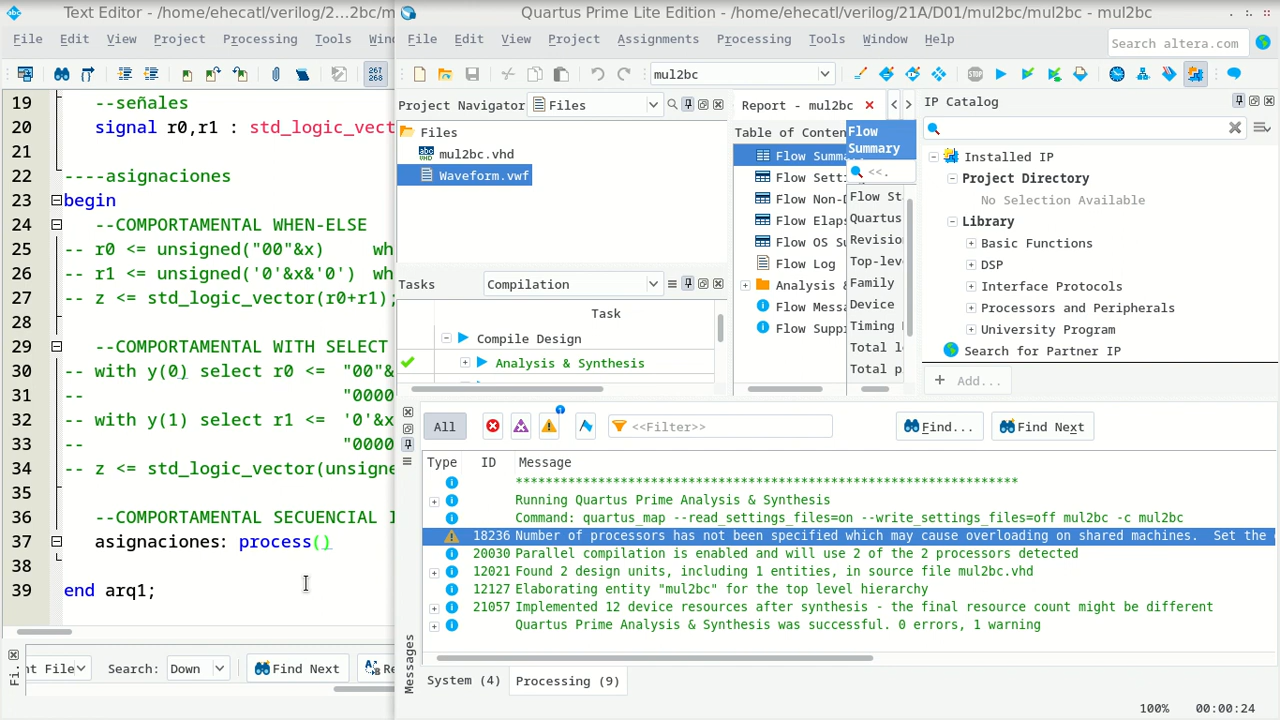 Text Editor - /home/ehecatl/verilog/2...2bc/m
File Edit View Project Processing Tools Win
19 --señales
20 signal r0,r1 : std_logic_vect
21
22 ----asignaciones
23 begin
24 --COMPORTAMENTAL WHEN-ELSE
25 -- r0 <= unsigned("00"&x) wh
26 -- r1 <= unsigned('0'&x&'0') wh
27 -- z <= std_logic_vector(r0+r1);
28
29 --COMPORTAMENTAL WITH SELECT
30 -- with y(0) select r0 <= "00"&
31 -- "0000
32 -- with y(1) select r1 <= '0'&x
33 -- "0000
34 -- z <= std_logic_vector(unsigne
35
36 --COMPORTAMENTAL SECUENCIAL I
37 asignaciones: process()
38
39 end arq1;
Fi.
nt File Search: Down Find Next Re
Quartus Prime Lite Edition - /home/ehecatl/verilog/21A/D01/mul2bc/mul2bc - mul2bc
File Edit View Project Assignments Processing Tools Window Help
Search altera.com
mul2bc
Project Navigator Files
Files
mul2bc.vhd
Waveform.vwf
Tasks Compilation
Task
Compile Design
Analysis & Synthesis
Report - mul2bc
Table of Conten
Flow Summa
Flow Setti
Flow Non-D
Flow Elaps
Flow OS Su
Flow Log
Analysis &
Flow Messa
Flow Suppi
Flow
Summary
<<.
Flow St
Quartus
Revisio
Top-lev
Family
Device
Timing
Total l
Total p
IP Catalog
Installed IP
Project Directory
No Selection Available
Library
Basic Functions
DSP
Interface Protocols
Processors and Peripherals
University Program
Search for Partner IP
+ Add...
All <<Filter>> Find... Find Next
Type ID Message
*******************************************************************
Running Quartus Prime Analysis & Synthesis
Command: quartus_map --read_settings_files=on --write_settings_files=off mul2bc -c mul2bc
18236 Number of processors has not been specified which may cause overloading on shared machines. Set the
20030 Parallel compilation is enabled and will use 2 of the 2 processors detected
12021 Found 2 design units, including 1 entities, in source file mul2bc.vhd
12127 Elaborating entity "mul2bc" for the top level hierarchy
21057 Implemented 12 device resources after synthesis - the final resource count might be different
Quartus Prime Analysis & Synthesis was successful. 0 errors, 1 warning
Messages
System (4) Processing (9)
100% 00:00:24